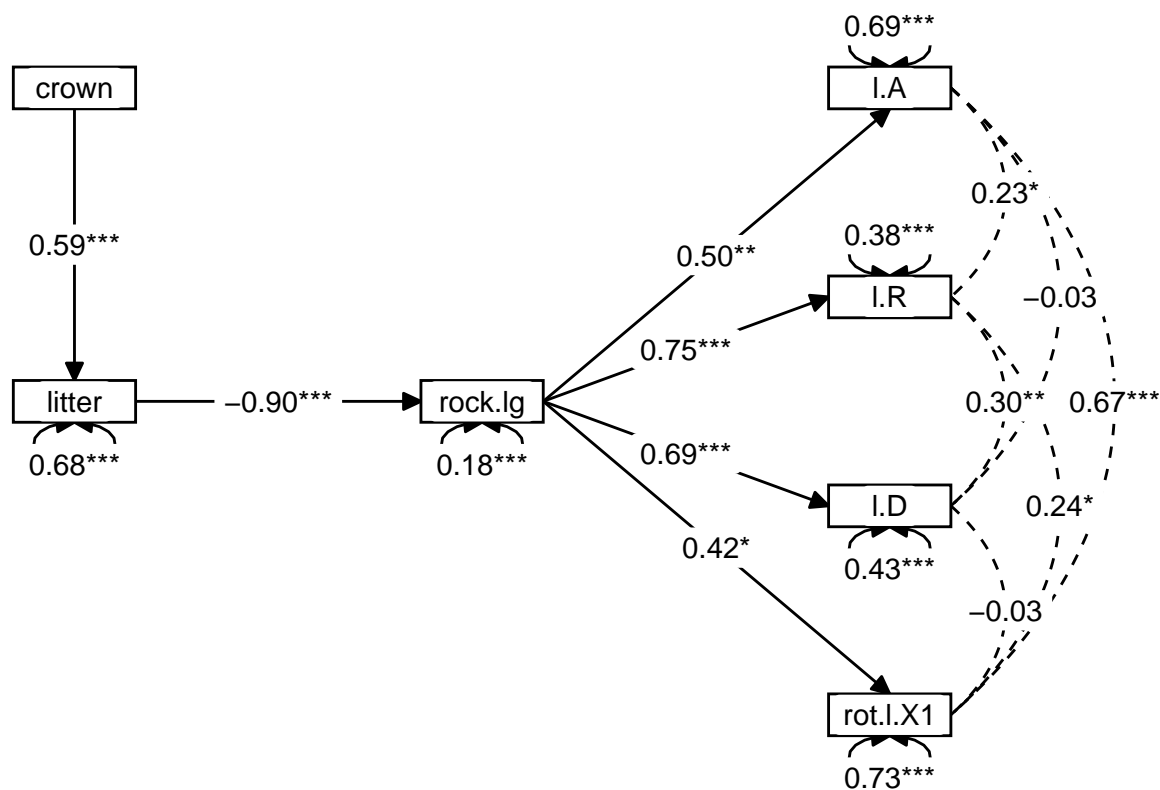 0.69***
crown
l.A
0.23*
0.59***
0.50**
0.38***
l.R
−0.03
0.75***
litter
−0.90***
rock.lg
0.30**
0.67***
0.68***
0.18***
0.69***
l.D
0.24*
0.42*
0.43***
−0.03
rot.l.X1
0.73***